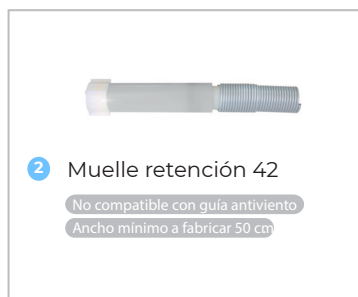 2 Muelle retención 42
No compatible con guía antiviento
Ancho mínimo a fabricar 50 cm